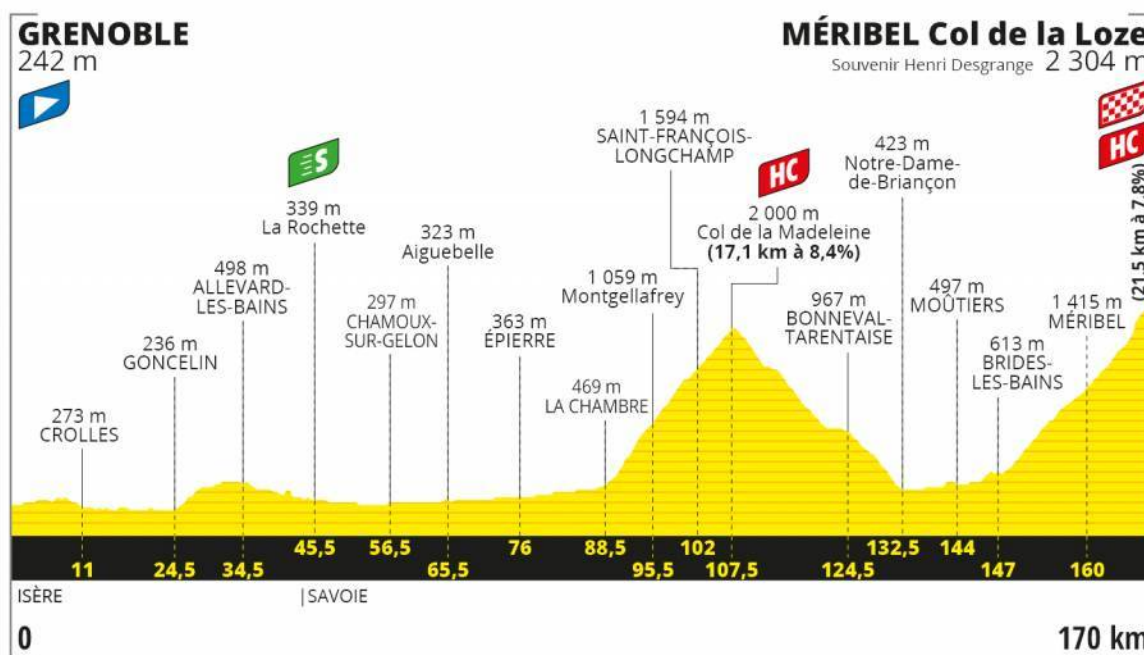 GRENOBLE
242 m
MÉRIBEL Col de la Loze
Souvenir Henri Desgrange 2 304 m
S
HC
HC
(21,5 km à 7,8%)
273 m
CROLLES
236 m
GONCELIN
498 m
ALLEVARD-
LES-BAINS
339 m
La Rochette
297 m
CHAMOUX-
SUR-GELON
323 m
Aiguebelle
363 m
ÉPIERRE
469 m
LA CHAMBRE
1 059 m
Montgellafrey
1 594 m
SAINT-FRANÇOIS-
LONGCHAMP
2 000 m
Col de la Madeleine
(17,1 km à 8,4%)
967 m
BONNEVAL-
TARENTAISE
423 m
Notre-Dame-
de-Briançon
497 m
MOÛTIERS
613 m
BRIDES-
LES-BAINS
1 415 m
MÉRIBEL
45,5 56,5 76 88,5 102 132,5 144
11 24,5 34,5 65,5 95,5 107,5 124,5 147 160
ISÈRE |SAVOIE
0 170 km